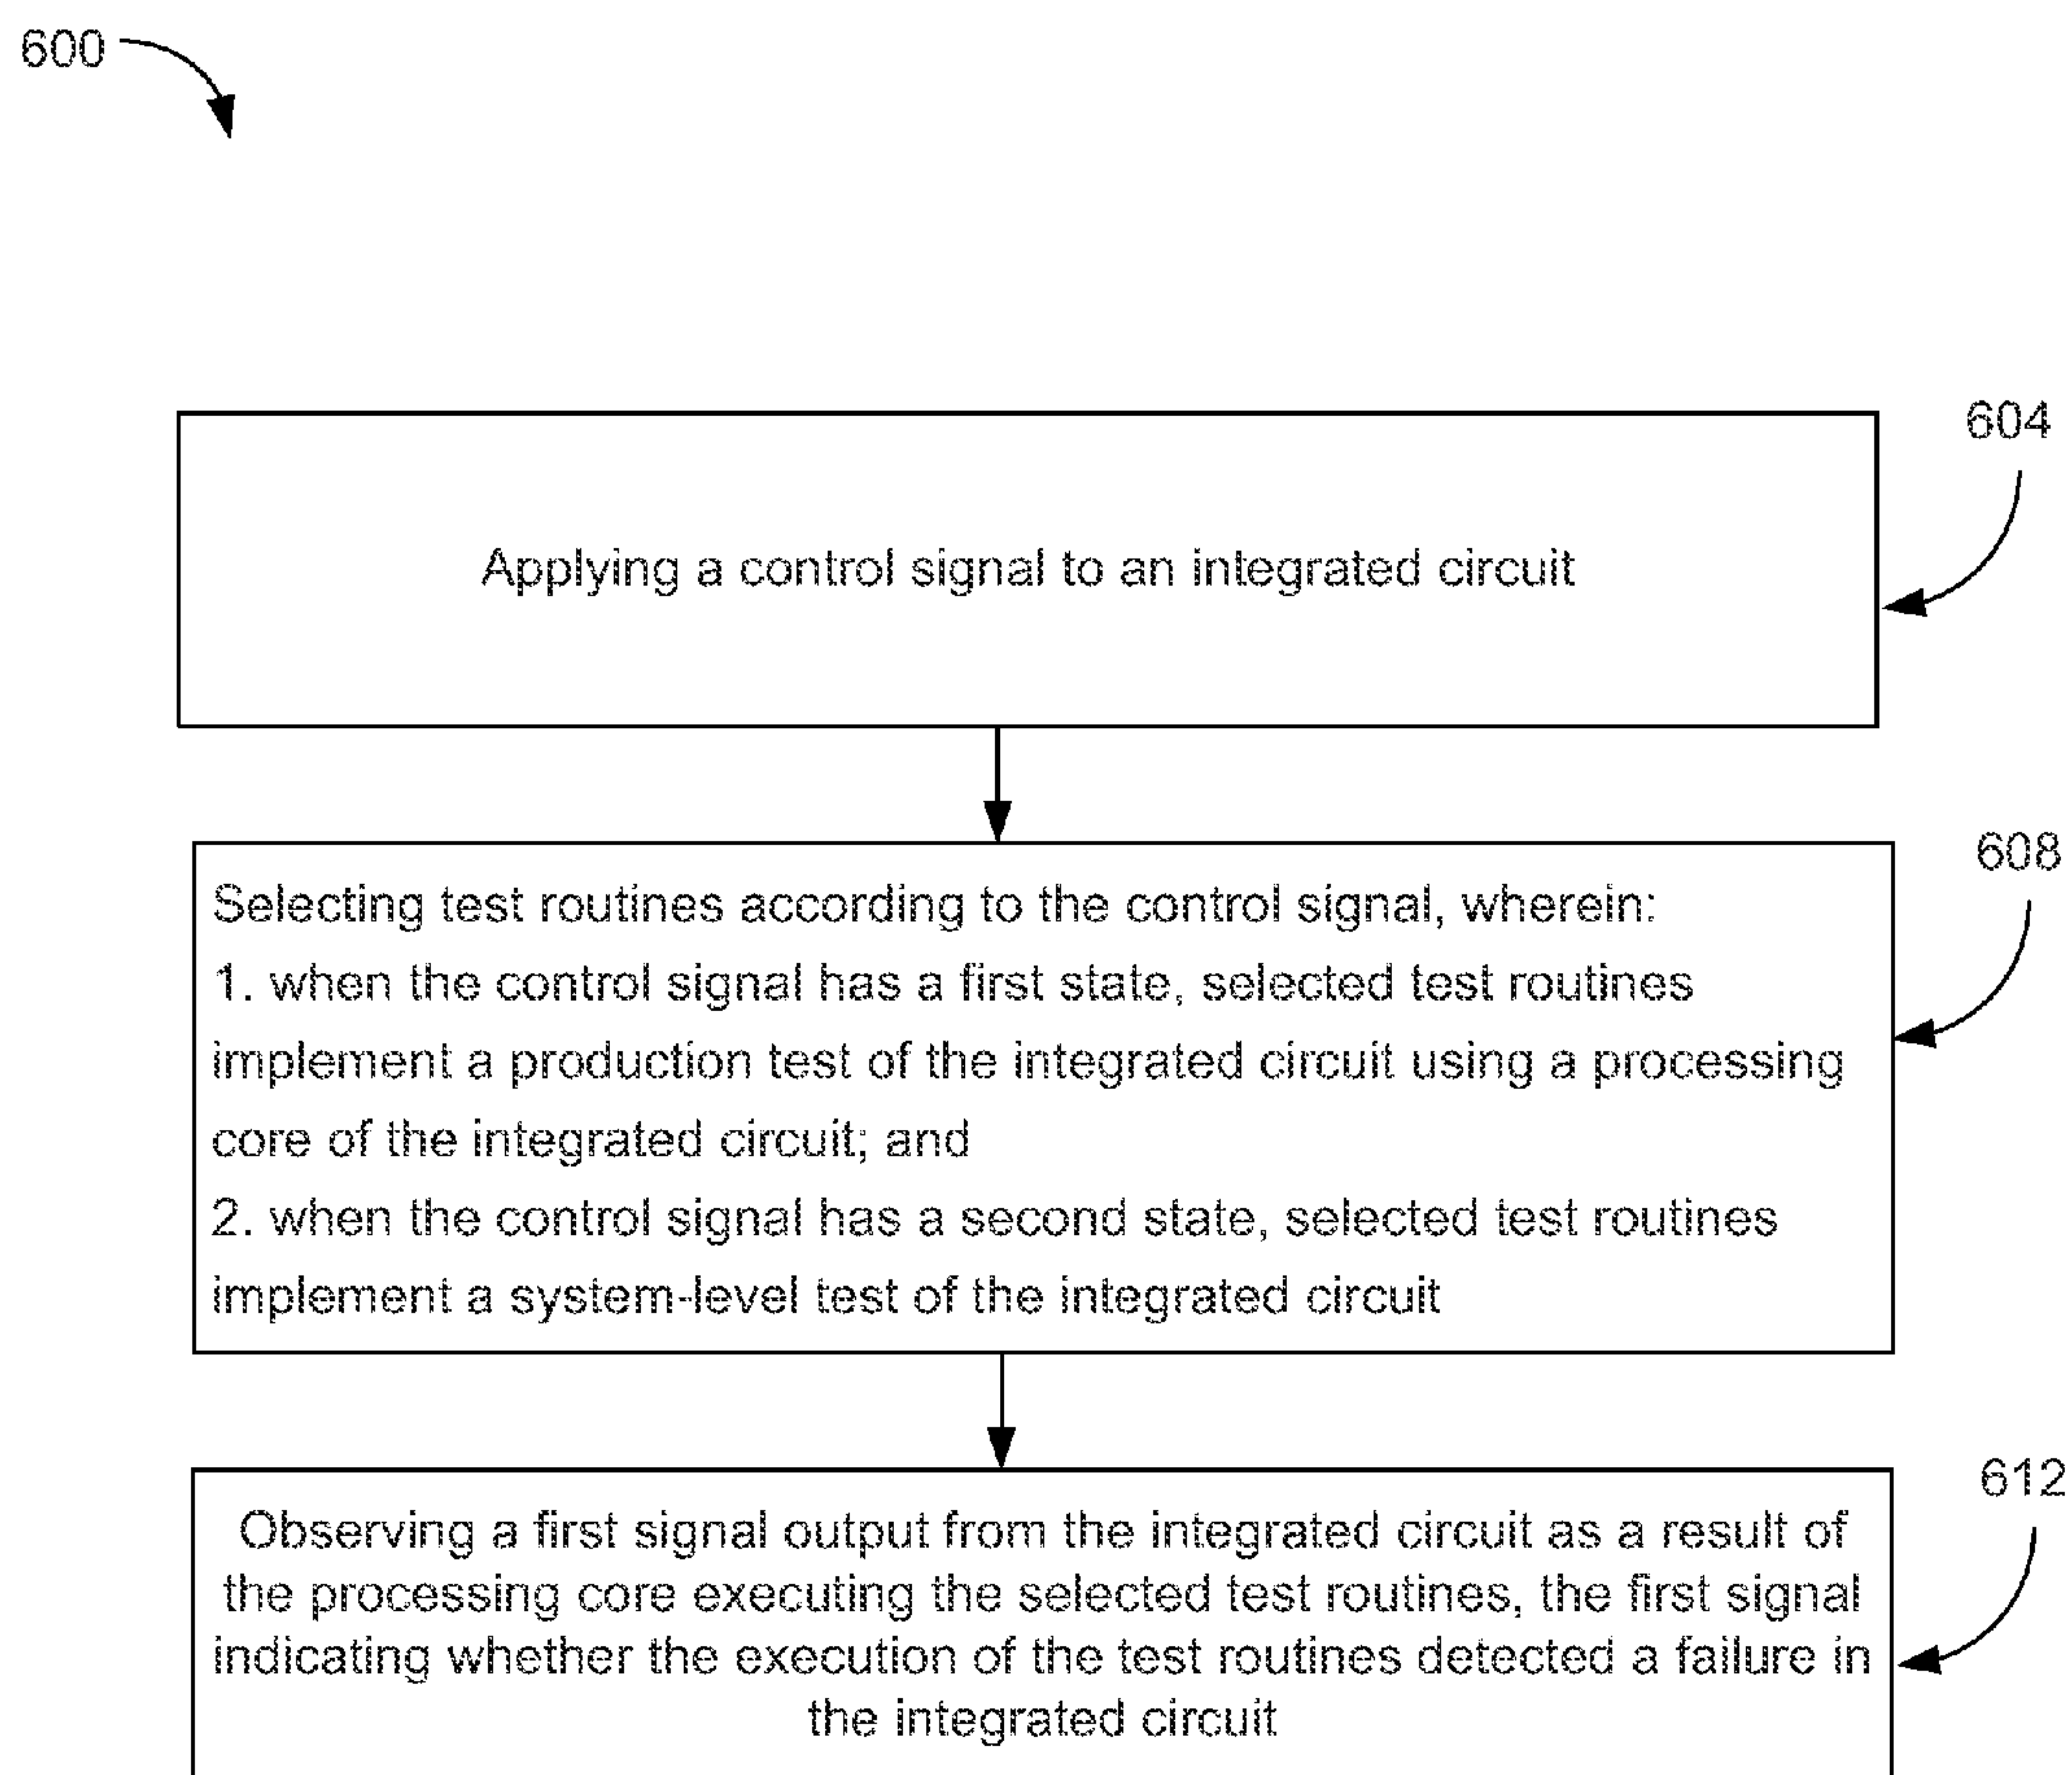 600
604
Applying a control signal to an integrated circuit
608
Selecting test routines according to the control signal, wherein:
1. when the control signal has a first state, selected test routines
implement a production test of the integrated circuit using a processing
core of the integrated circuit; and
2. when the control signal has a second state, selected test routines
implement a system-level test of the integrated circuit
612
Observing a first signal output from the integrated circuit as a result of
the processing core executing the selected test routines, the first signal
indicating whether the execution of the test routines detected a failure in
the integrated circuit